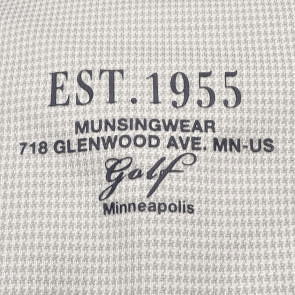 EST.1955
MUNSINGWEAR
718 GLENWOOD AVE. MN-US
Golf
Minneapolis